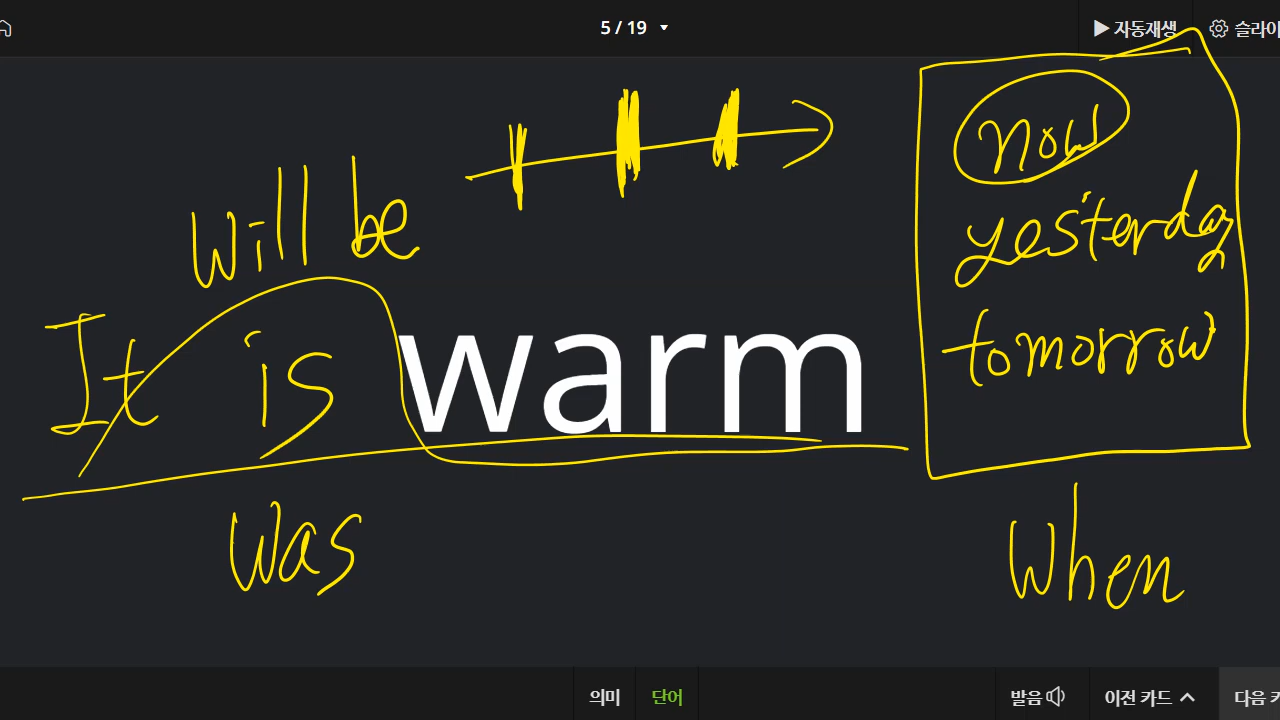 5 / 19
자동재생
슬라이
now
will be
yesterday
It is warm
tomorrow
was
when
의미
단어
발음
이전 카드
다음 카